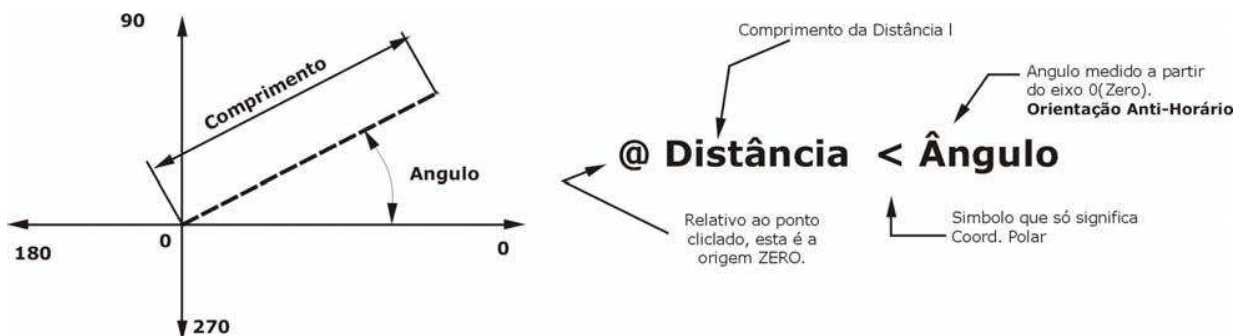 90
Comprimento
Angulo
180
0
0
270
Comprimento da Distância l
Angulo medido a partir
do eixo 0(Zero).
Orientação Anti-Horário
@ Distância < Ângulo
Relativo ao ponto
cliclado, esta é a
origem ZERO.
Simbolo que só significa
Coord. Polar